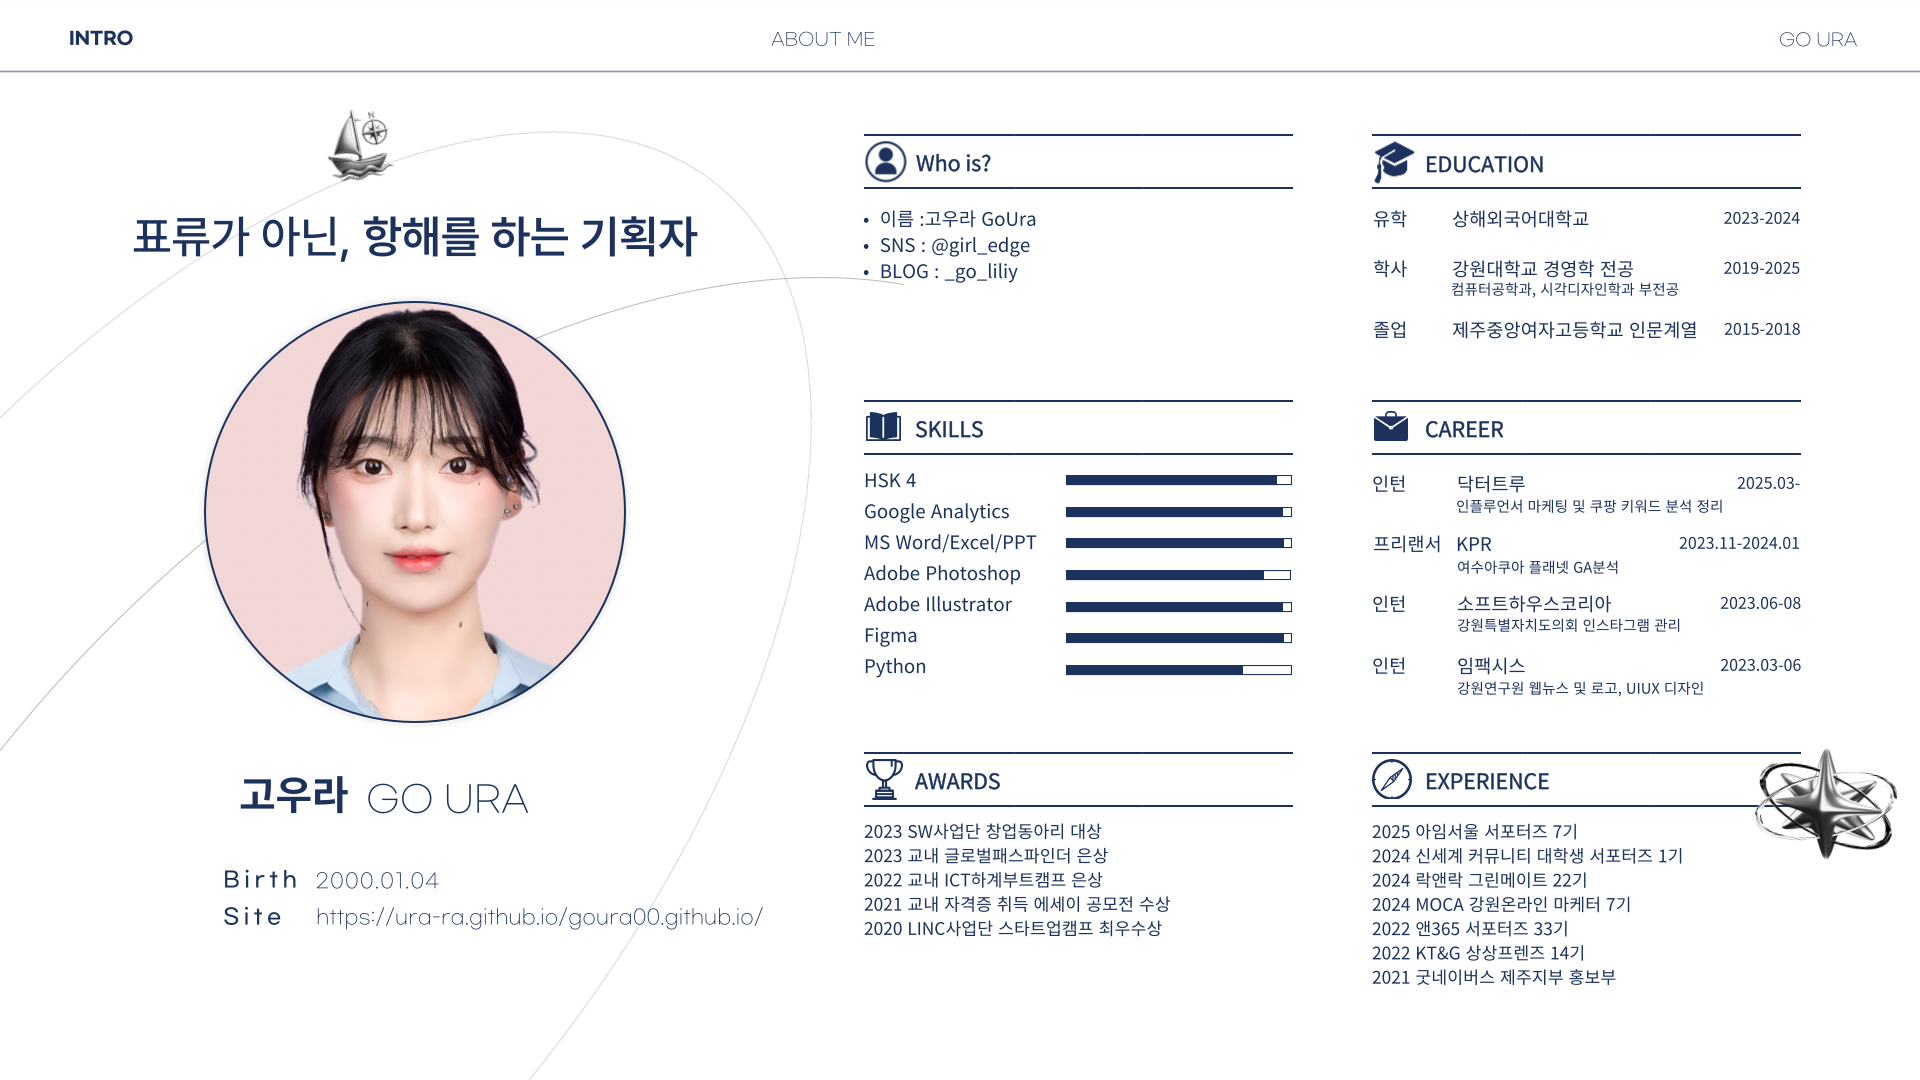 INTRO
ABOUT ME
GO URA
N
표류가 아닌, 항해를 하는 기획자
고우라 GO URA
Birth 2000.01.04
Site https://ura-ra.github.io/goura00.github.io/
Who is?
• 이름 :고우라 GoUra
• SNS : @girl_edge
• BLOG : _go_liliy
SKILLS
HSK 4
Google Analytics
MS Word/Excel/PPT
Adobe Photoshop
Adobe Illustrator
Figma
Python
AWARDS
2023 SW사업단 창업동아리 대상
2023 교내 글로벌패스파인더 은상
2022 교내 ICT하계부트캠프 은상
2021 교내 자격증 취득 에세이 공모전 수상
2020 LINC사업단 스타트업캠프 최우수상
EDUCATION
유학 상해외국어대학교 2023-2024
학사 강원대학교 경영학 전공 2019-2025
컴퓨터공학과, 시각디자인학과 부전공
졸업 제주중앙여자고등학교 인문계열 2015-2018
CAREER
인턴 닥터트루 2025.03-
인플루언서 마케팅 및 쿠팡 키워드 분석 정리
프리랜서 KPR 2023.11-2024.01
여수아쿠아 플래넷 GA분석
인턴 소프트하우스코리아 2023.06-08
강원특별자치도의회 인스타그램 관리
인턴 임팩시스 2023.03-06
강원연구원 웹뉴스 및 로고, UIUX 디자인
EXPERIENCE
2025 아임서울 서포터즈 7기
2024 신세계 커뮤니티 대학생 서포터즈 1기
2024 락앤락 그린메이트 22기
2024 MOCA 강원온라인 마케터 7기
2022 앤365 서포터즈 33기
2022 KT&G 상상프렌즈 14기
2021 굿네이버스 제주지부 홍보부